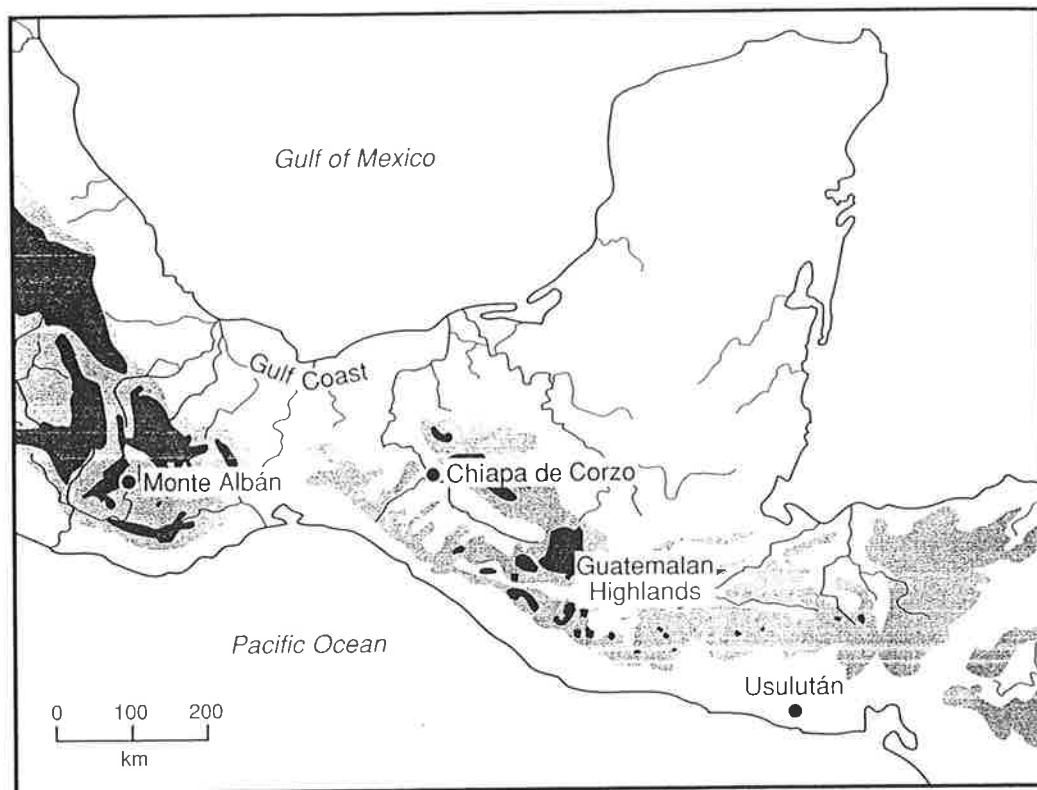 Gulf of Mexico
Gulf Coast
Monte Albán
Chiapa de Corzo
Guatemalan
Highlands
Pacific Ocean
Usulután
0 100 200
km